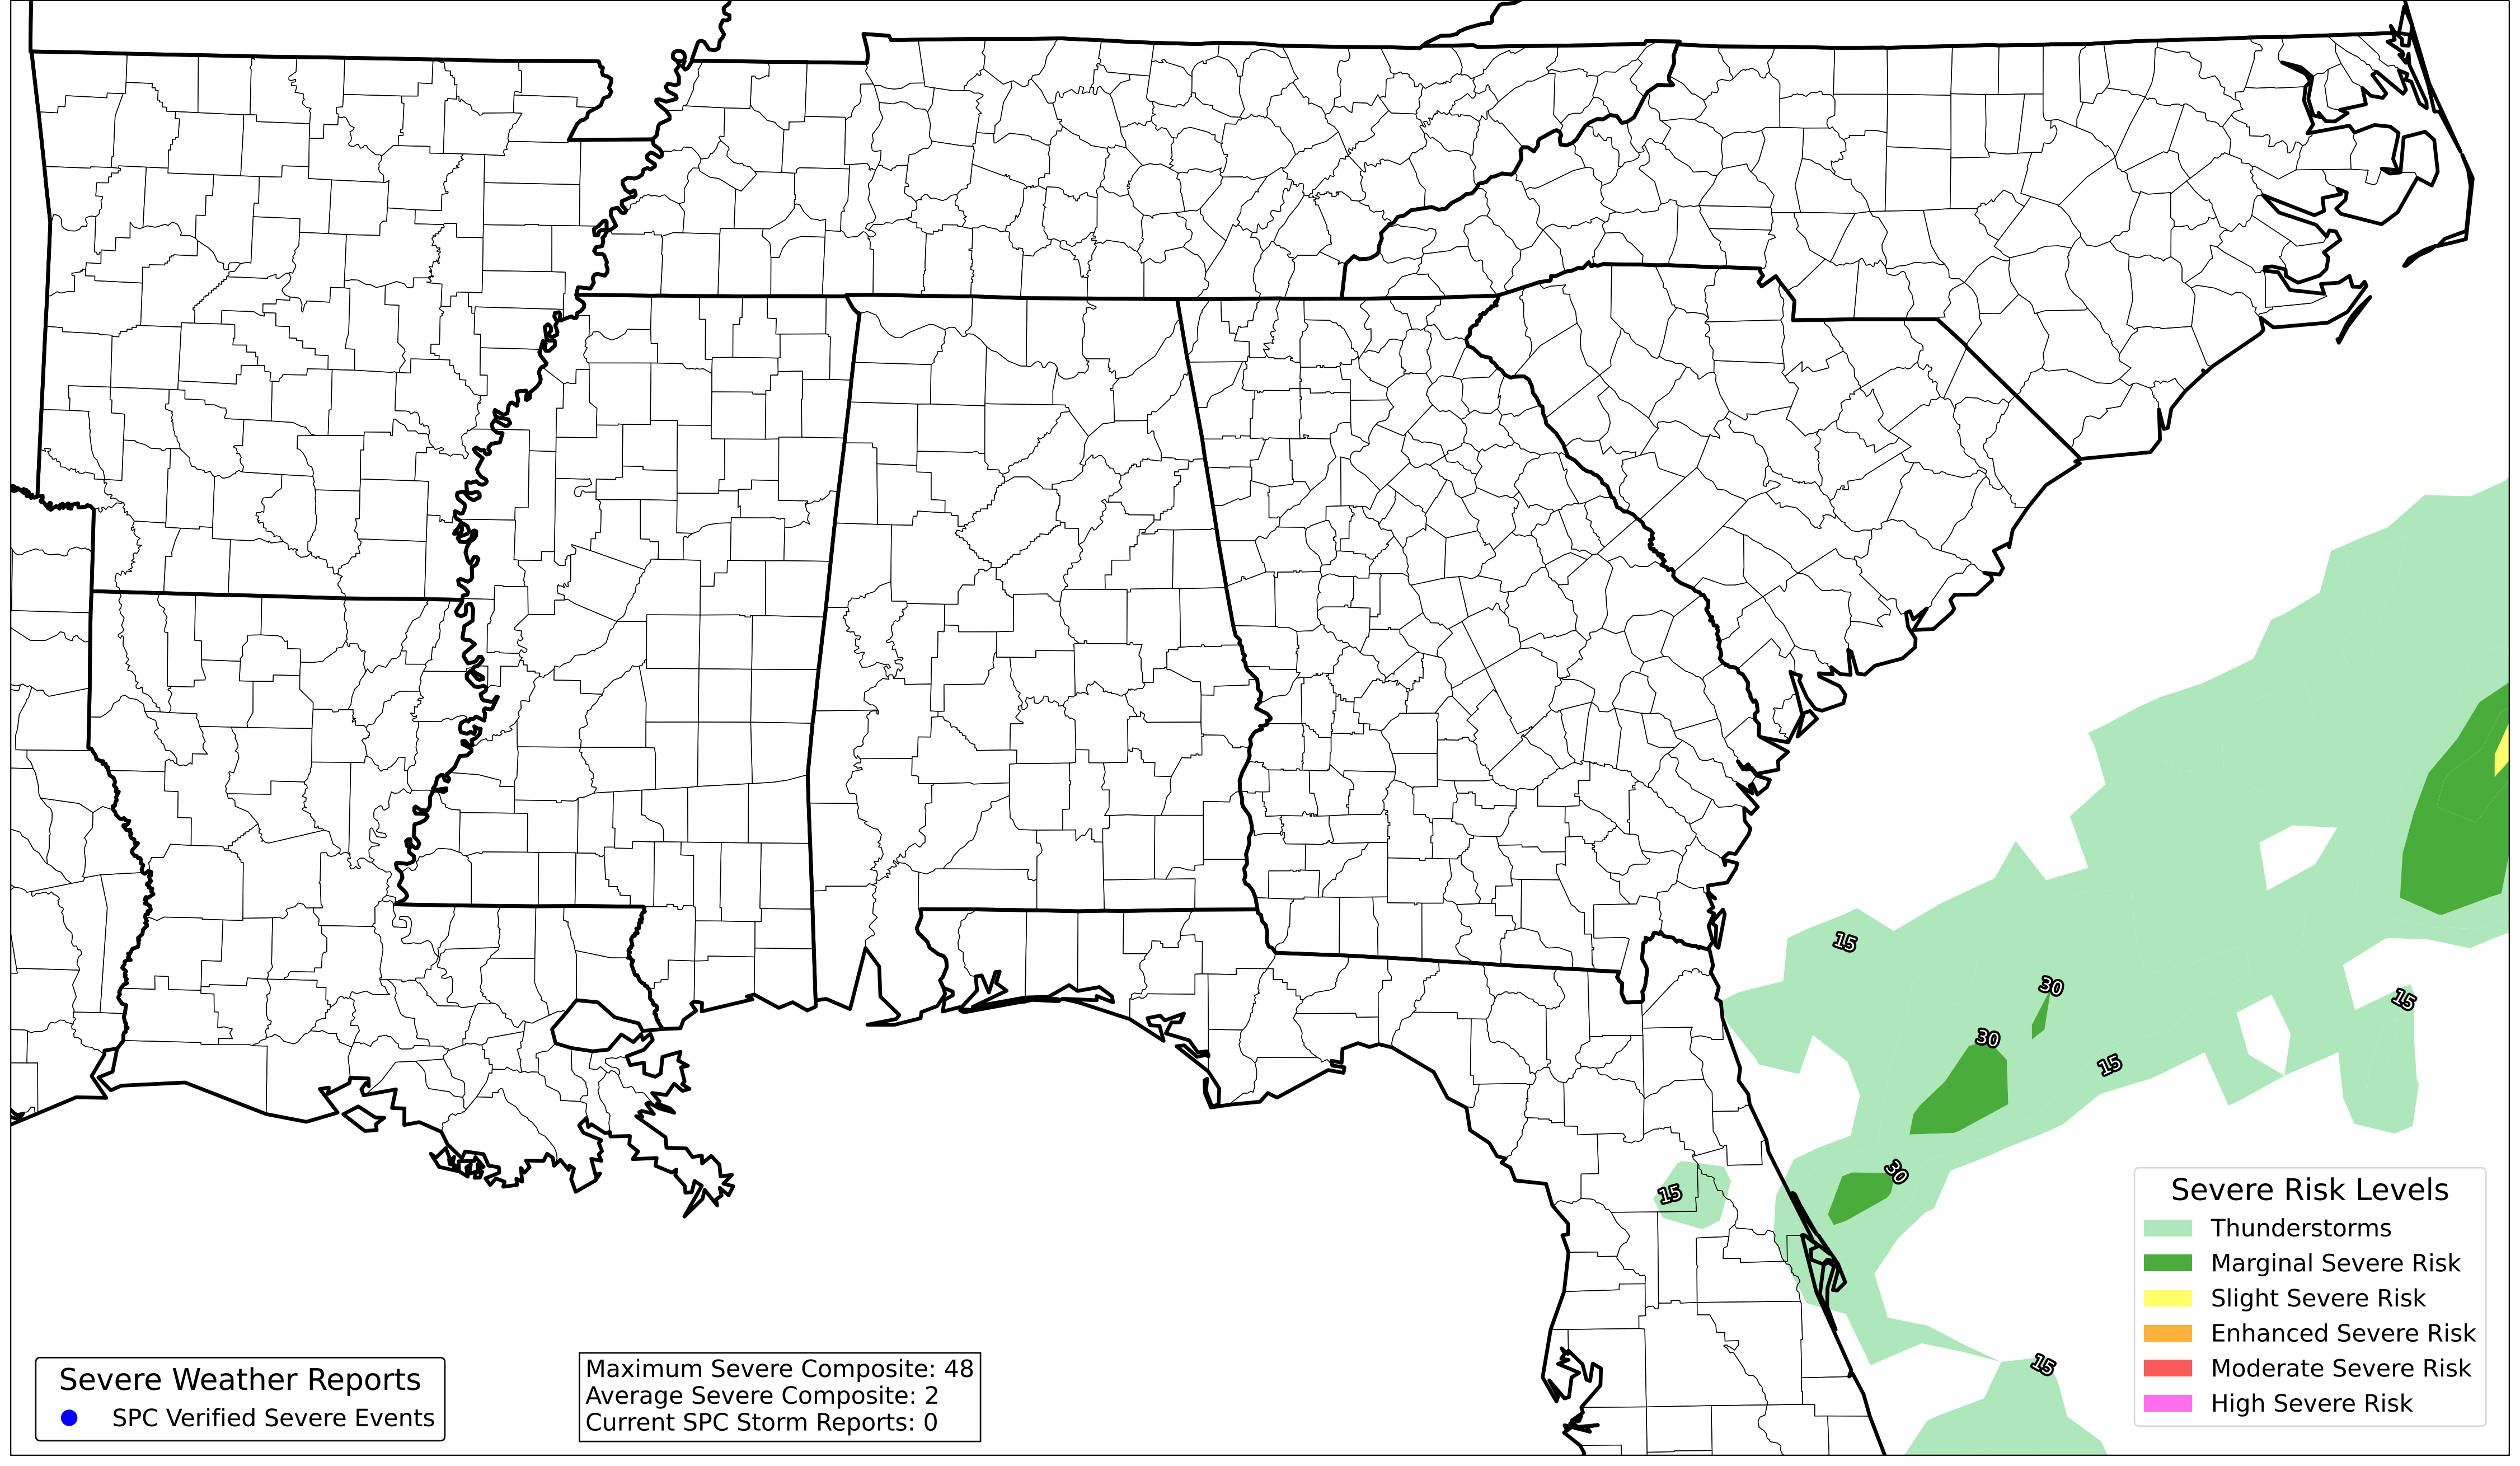 15
30
30
15
15
30
15
15
Severe Risk Levels
Thunderstorms
Marginal Severe Risk
Slight Severe Risk
Enhanced Severe Risk
Moderate Severe Risk
High Severe Risk
Severe Weather Reports
SPC Verified Severe Events
Maximum Severe Composite: 48
Average Severe Composite: 2
Current SPC Storm Reports: 0